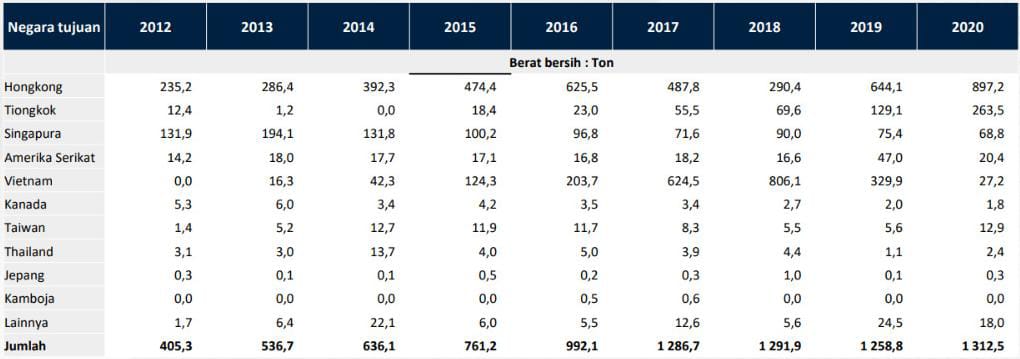 Negara tujuan 2012 2013 2014 2015 2016 2017 2018 2019 2020
Berat bersih : Ton
Hongkong 235,2 286,4 392,3 474,4 625,5 487,8 290,4 644,1 897,2
Tiongkok 12,4 1,2 0,0 18,4 23,0 55,5 69,6 129,1 263,5
Singapura 131,9 194,1 131,8 100,2 96,8 71,6 90,0 75,4 68,8
Amerika Serikat 14,2 18,0 17,7 17,1 16,8 18,2 16,6 47,0 20,4
Vietnam 0,0 16,3 42,3 124,3 203,7 624,5 806,1 329,9 27,2
Kanada 5,3 6,0 3,4 4,2 3,5 3,4 2,7 2,0 1,8
Taiwan 1,4 5,2 12,7 11,9 11,7 8,3 5,5 5,6 12,9
Thailand 3,1 3,0 13,7 4,0 5,0 3,9 4,4 1,1 2,4
Jepang 0,3 0,1 0,1 0,5 0,2 0,3 1,0 0,1 0,3
Kamboja 0,0 0,0 0,0 0,0 0,5 0,6 0,0 0,0 0,0
Lainnya 1,7 6,4 22,1 6,0 5,5 12,6 5,6 24,5 18,0
Jumlah 405,3 536,7 636,1 761,2 992,1 1 286,7 1 291,9 1 258,8 1 312,5